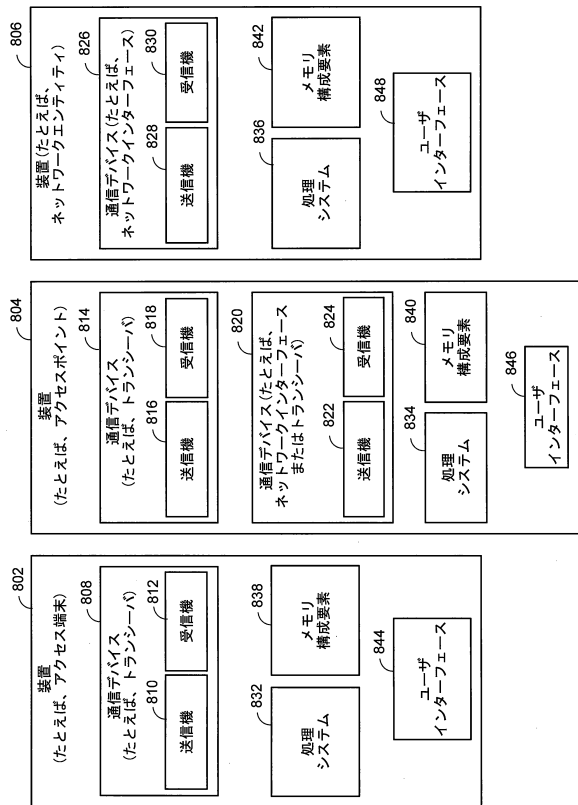 802
装置
(たとえば、アクセス端末)
808
通信デバイス
(たとえば、トランシーバ)
810
812
送信機
受信機
832
838
処理
システム
メモリ
構成要素
844
ユーザ
インターフェース
804
装置
(たとえば、アクセスポイント)
814
通信デバイス
(たとえば、トランシーバ)
816
818
送信機
受信機
820
通信デバイス(たとえば、
ネットワークインターフェース
またはトランシーバ)
822
824
送信機
受信機
834
840
処理
システム
メモリ
構成要素
846
ユーザ
インターフェース
806
装置(たとえば、
ネットワークエンティティ)
826
通信デバイス(たとえば、
ネットワークインターフェース)
828
830
送信機
受信機
836
842
処理
システム
メモリ
構成要素
848
ユーザ
インターフェース